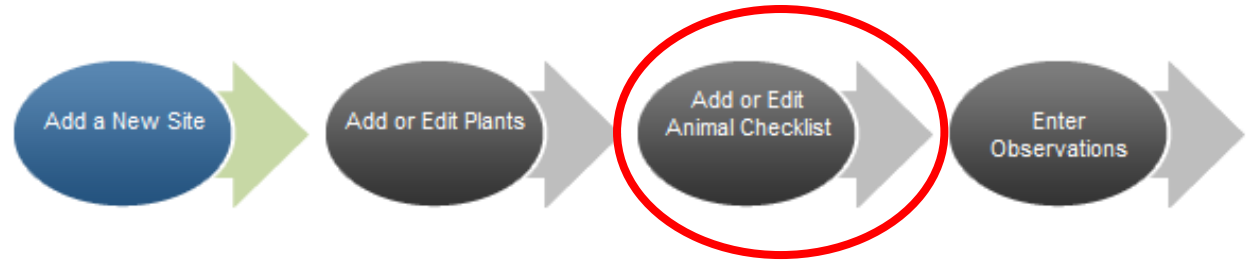 Add a New Site
Add or Edit Plants
Add or Edit
Animal Checklist
Enter
Observations